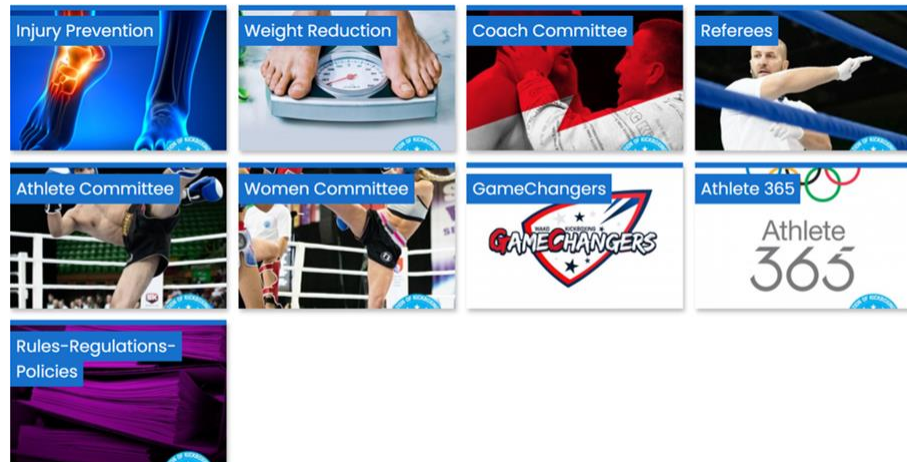 Injury Prevention
Weight Reduction
Coach Committee
Referees
Athlete Committee
Women Committee
GameChangers
WAKO KICKBOXING
GAMECHANGERS
Athlete 365
Athlete
365
Rules-Regulations-
Policies